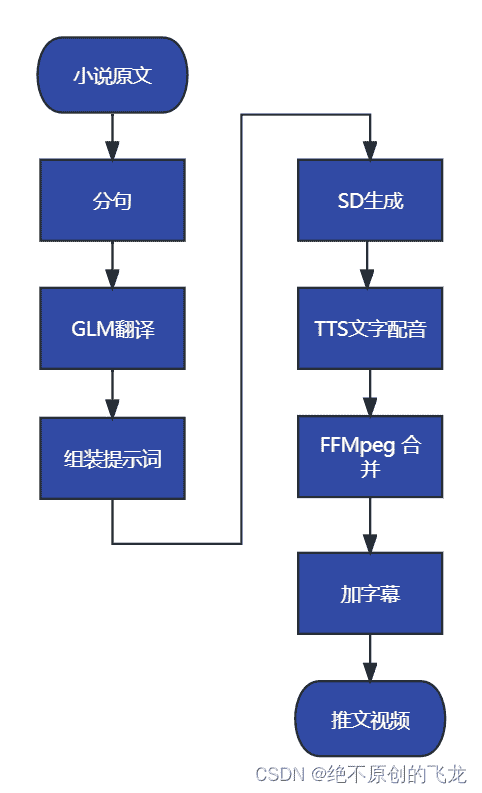 小说原文
分句
GLM翻译
组装提示词
SD生成
TTS文字配音
FFMpeg 合
并
加字幕
推文视频
CSDN @绝不原创的飞龙